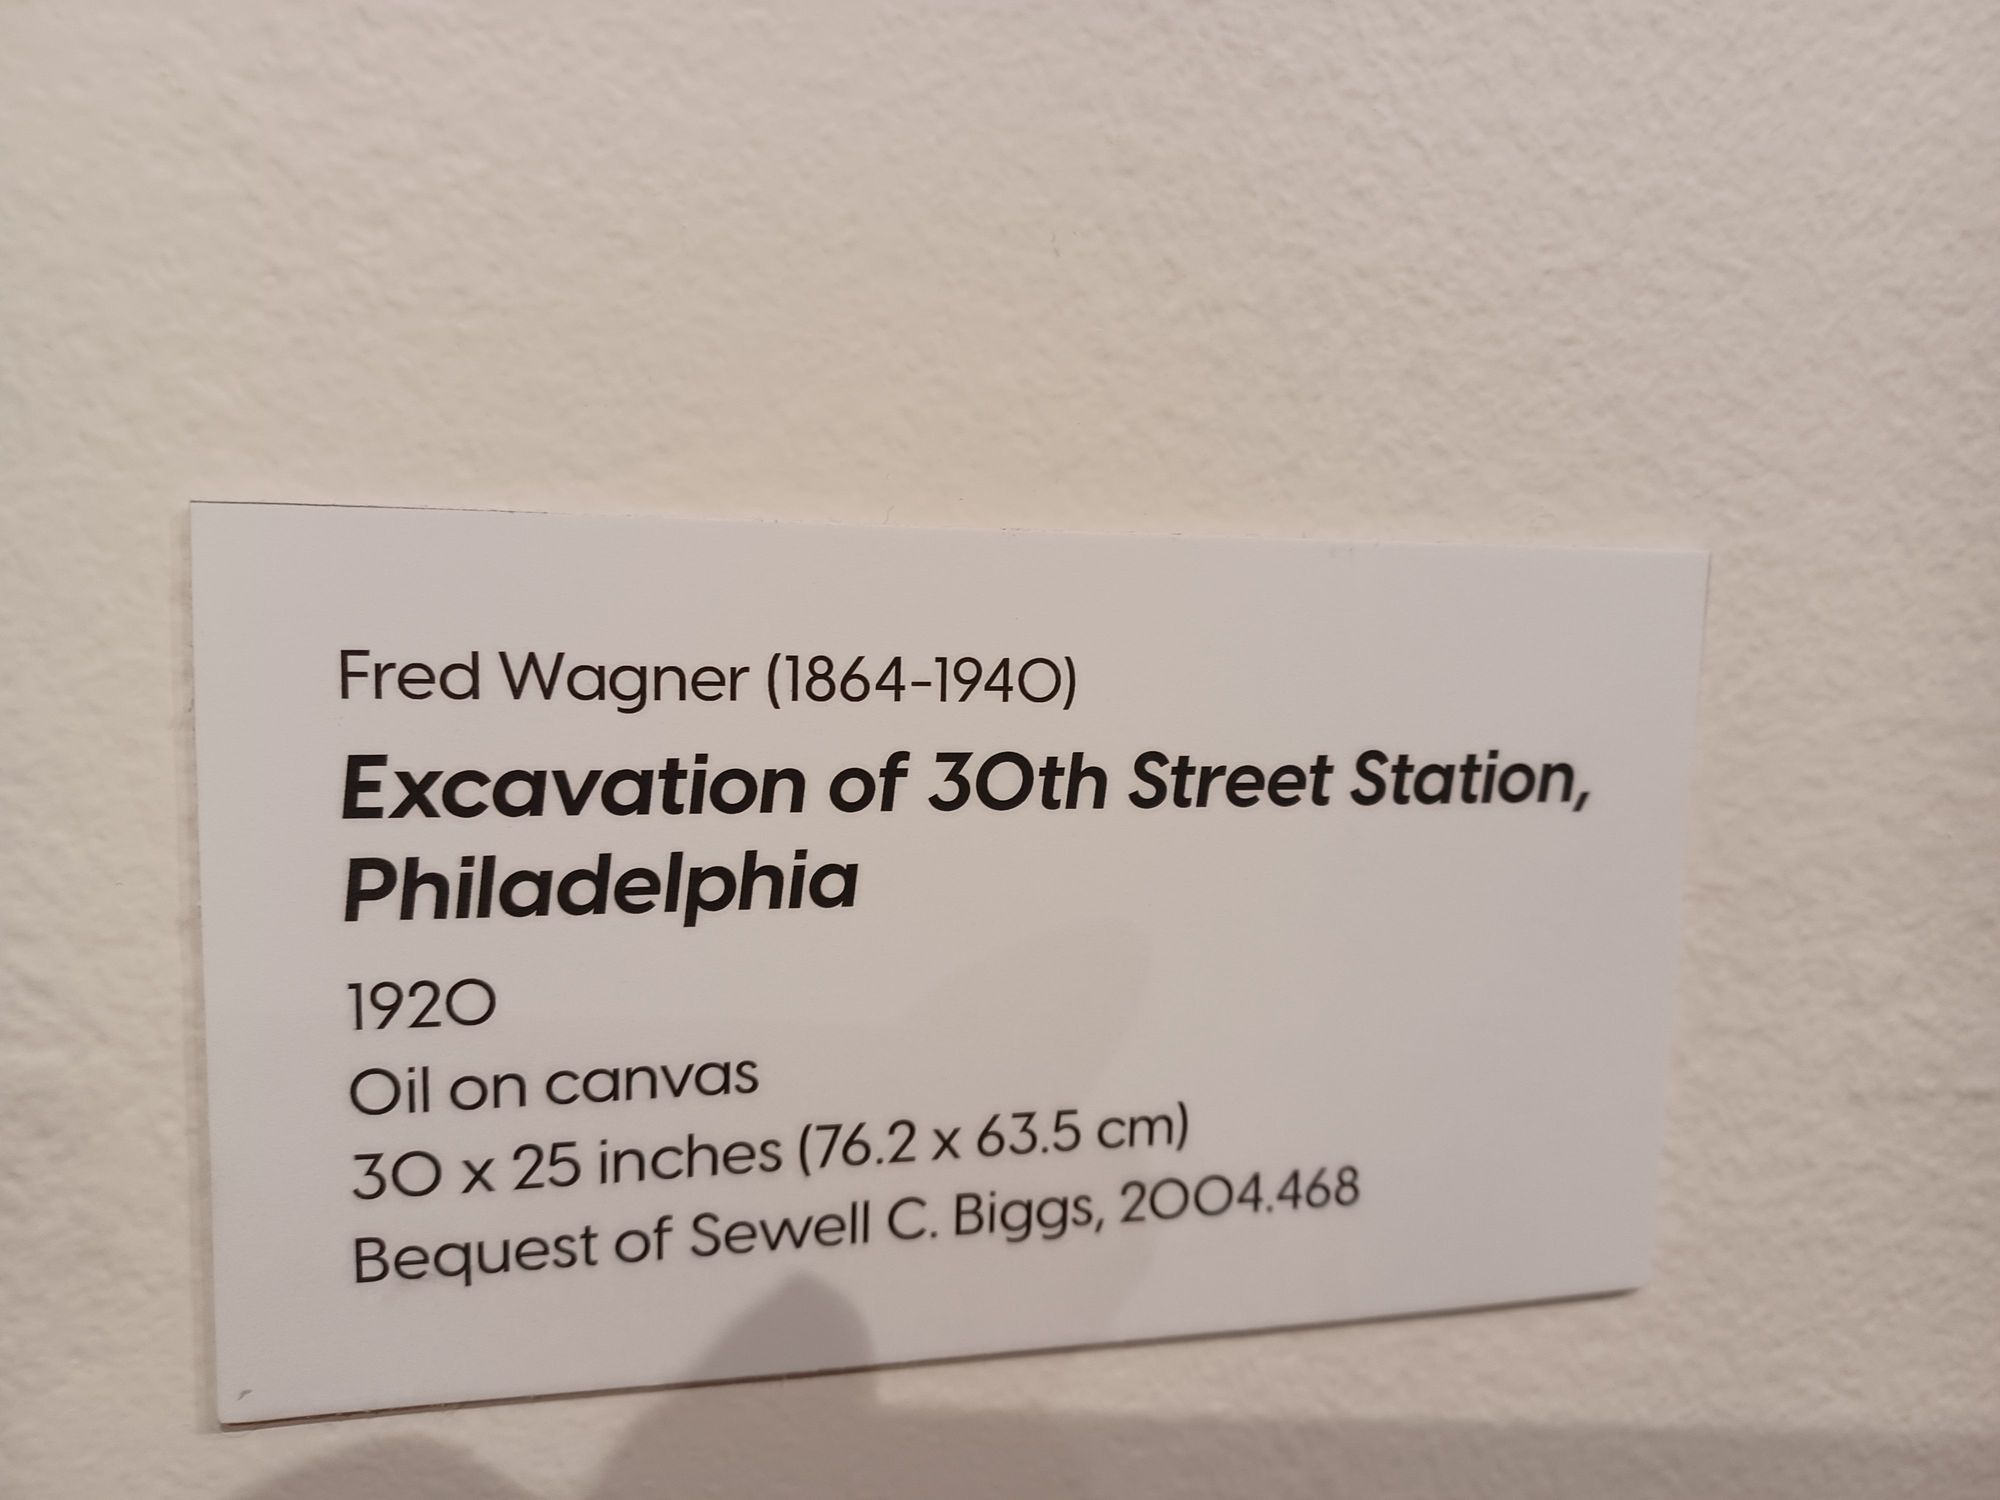 Fred Wagner (1864-1940)
Excavation of 30th Street Station,
Philadelphia
1920
Oil on canvas
30 x 25 inches (76.2 x 63.5 cm)
Bequest of Sewell C. Biggs, 2004.468